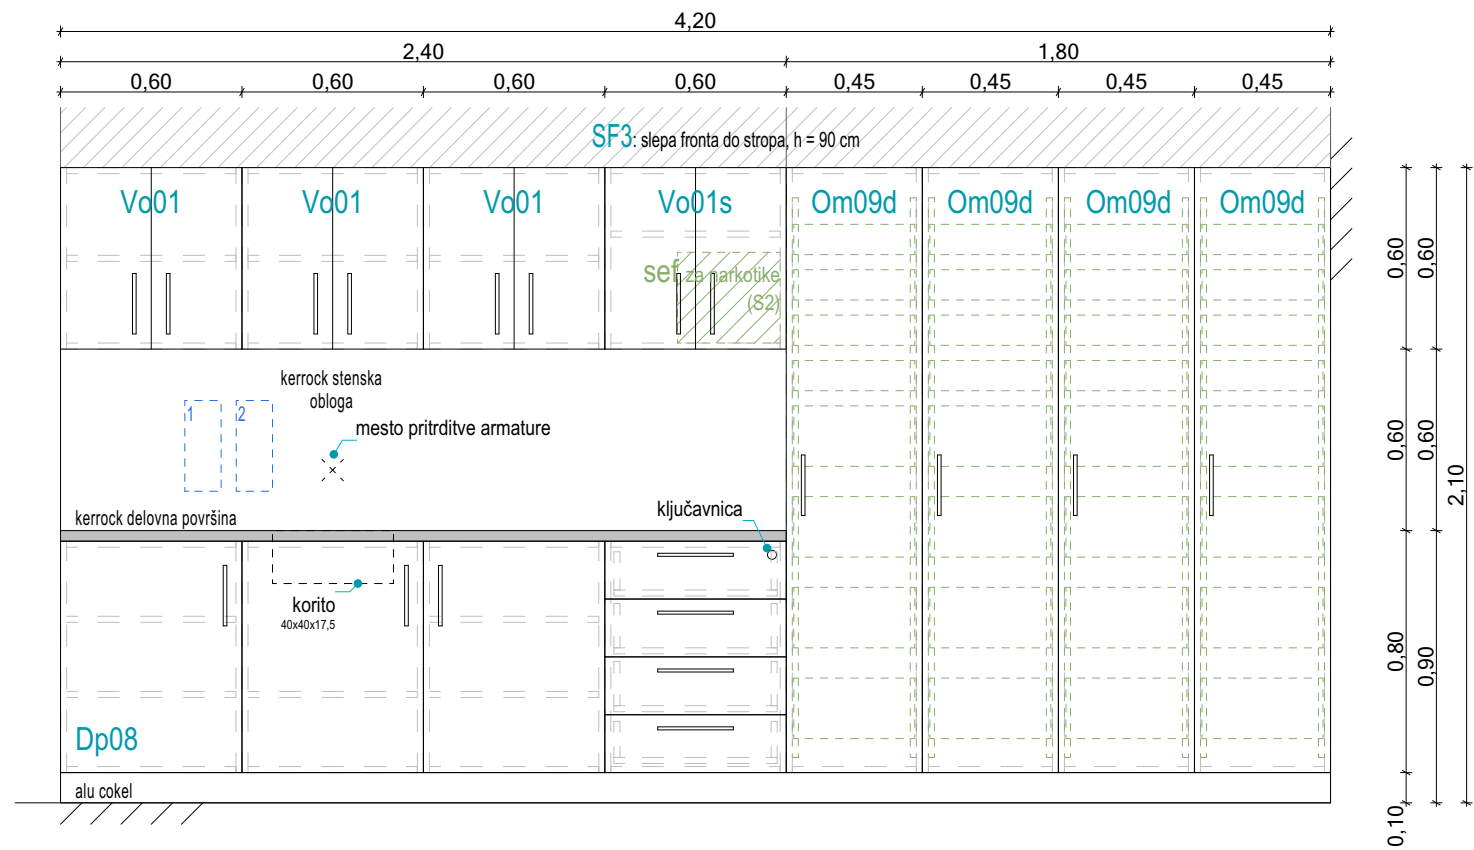 4,20
2,40 1,80
0,60 0,60 0,60 0,60 0,45 0,45 0,45 0,45
SF3: slepa fronta do stropa, h = 90 cm
Vo01 Vo01 Vo01 Vo01s Om09d Om09d Om09d Om09d
sef za narkotike
(S2)
0,60 0,60
kerrock stenska
obloga
1 2
mesto pritrditve armature
0,60 0,60
2,10
ključavnica
kerrock delovna površina
korito
40x40x17,5
0,80 0,90
Dp08
alu cokel
0,10